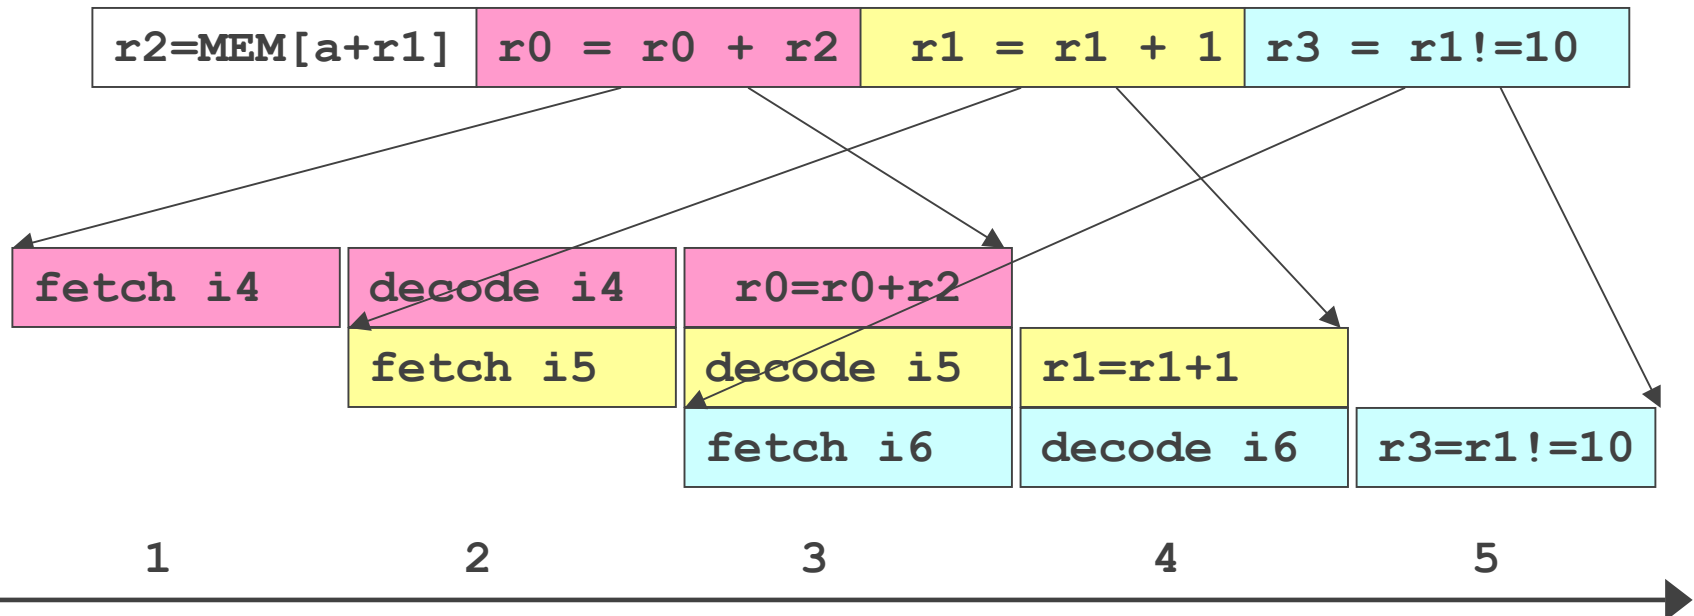 r2=MEM[a+r1] r0 = r0 + r2 r1 = r1 + 1 r3 = r1!=10
fetch i4 decode i4 r0=r0+r2
fetch i5 decode i5 r1=r1+1
fetch i6 decode i6 r3=r1!=10
1 2 3 4 5